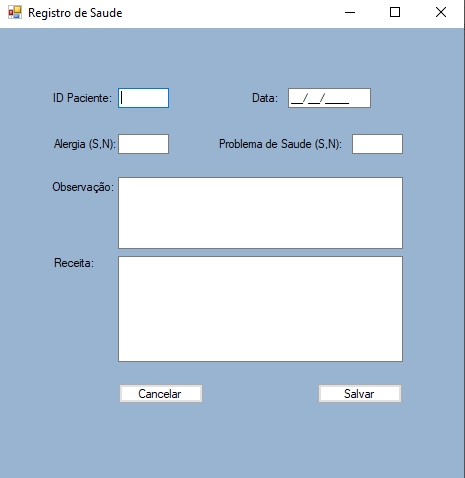 Registro de Saude
ID Paciente: Data: __/__/____
Alergia (S,N): Problema de Saude (S,N):
Observação:
Receita:
Cancelar Salvar